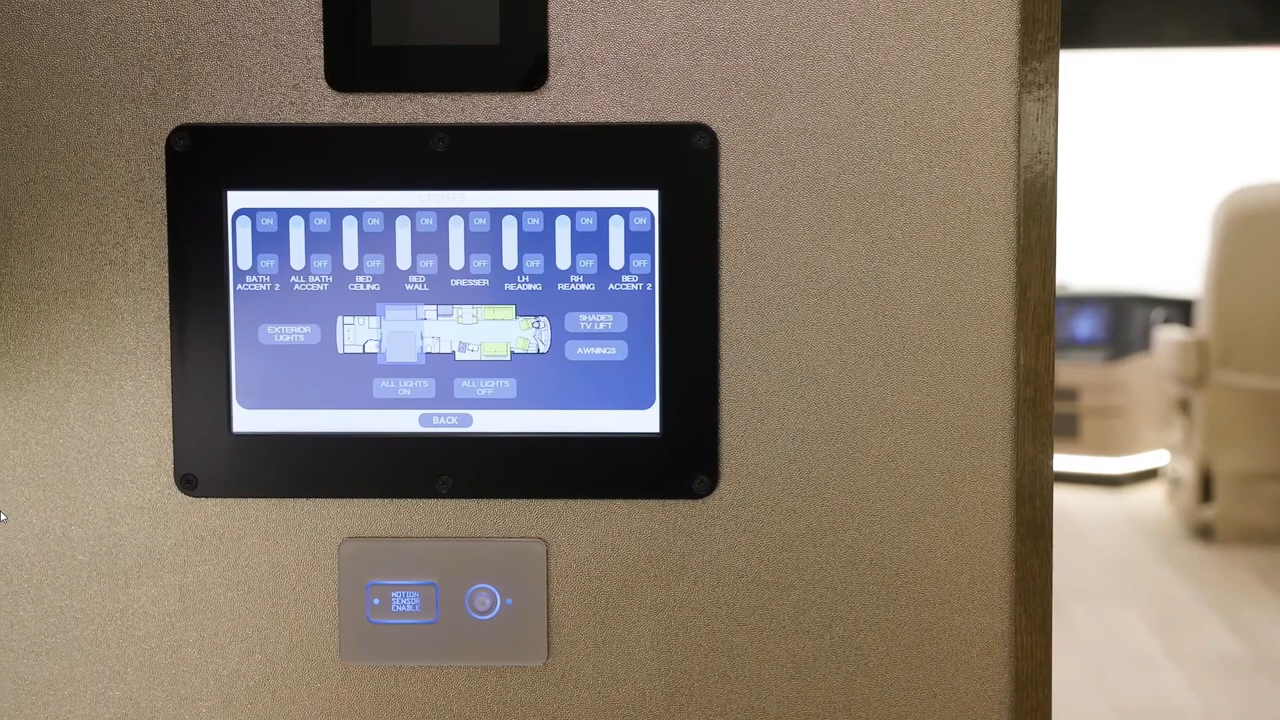 LIGHTS
ON ON ON ON ON ON ON ON
OFF OFF OFF OFF OFF OFF OFF OFF
BATH
ACCENT 2
ALL BATH
ACCENT
BED
CEILING
BED
WALL
DRESSER
LH
READING
RH
READING
BED
ACCENT 2
EXTERIOR
LIGHTS
SHADES
TV LIFT
AWNINGS
ALL LIGHTS
ON
ALL LIGHTS
OFF
BACK
MOTION
SENSOR
ENABLE